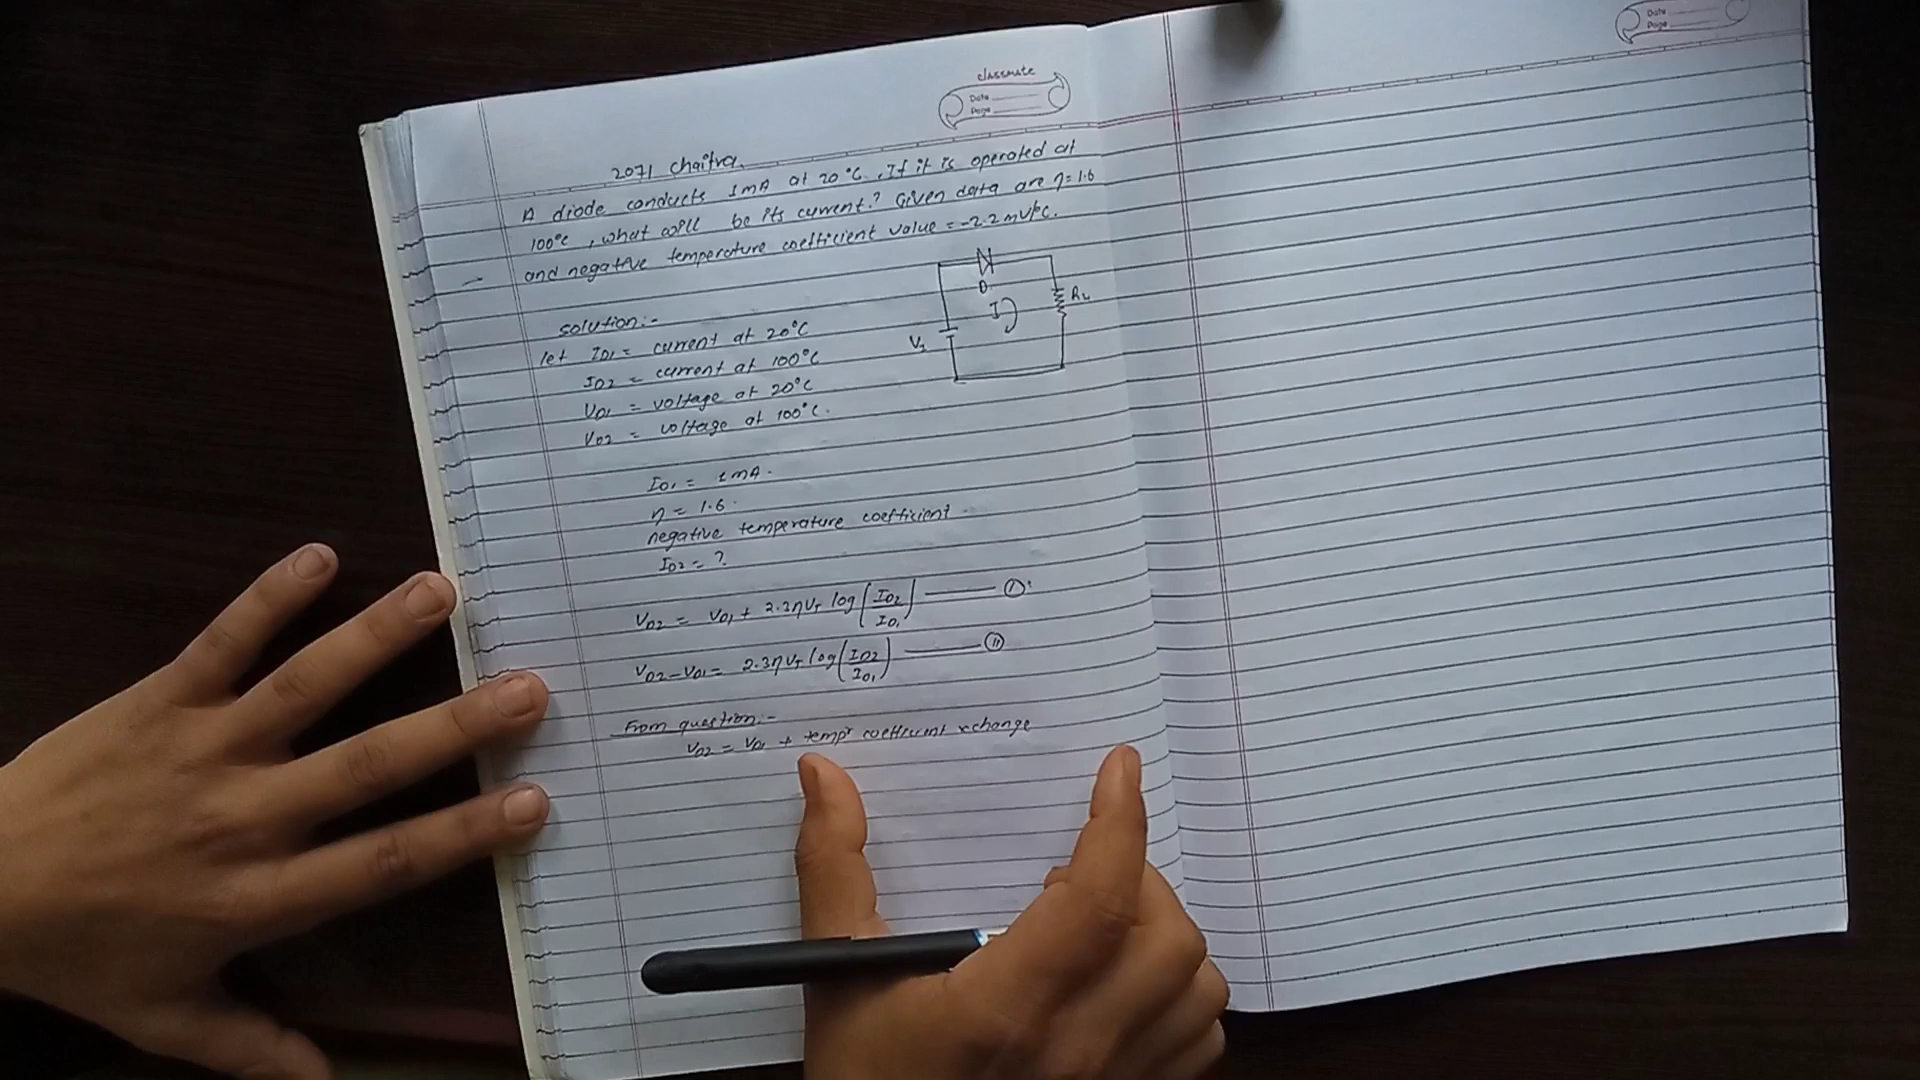 classmate
Date
Page
Date
Page
2071 Chaitra.
A diode conducts 1mA at 20°C. If it is operated at
100°C, what will be its current? Given data are η=1.6
and negative temperature coefficient value = -2.2mV/°C.
D
I
RL
solution:-
let ID1 = current at 20°C
ID2 = current at 100°C
VD1 = voltage at 20°C
VD2 = voltage at 100°C.
ID1 = 1mA.
η = 1.6.
negative temperature coefficient
ID2 = ?
VD2 = VD1 + 2.3ηVT log(ID2/ID1) —— (i)
VD2-VD1 = 2.3ηVT log(ID2/ID1) —— (ii)
From question:-
VD2 = VD1 + tempr coefficient xchange